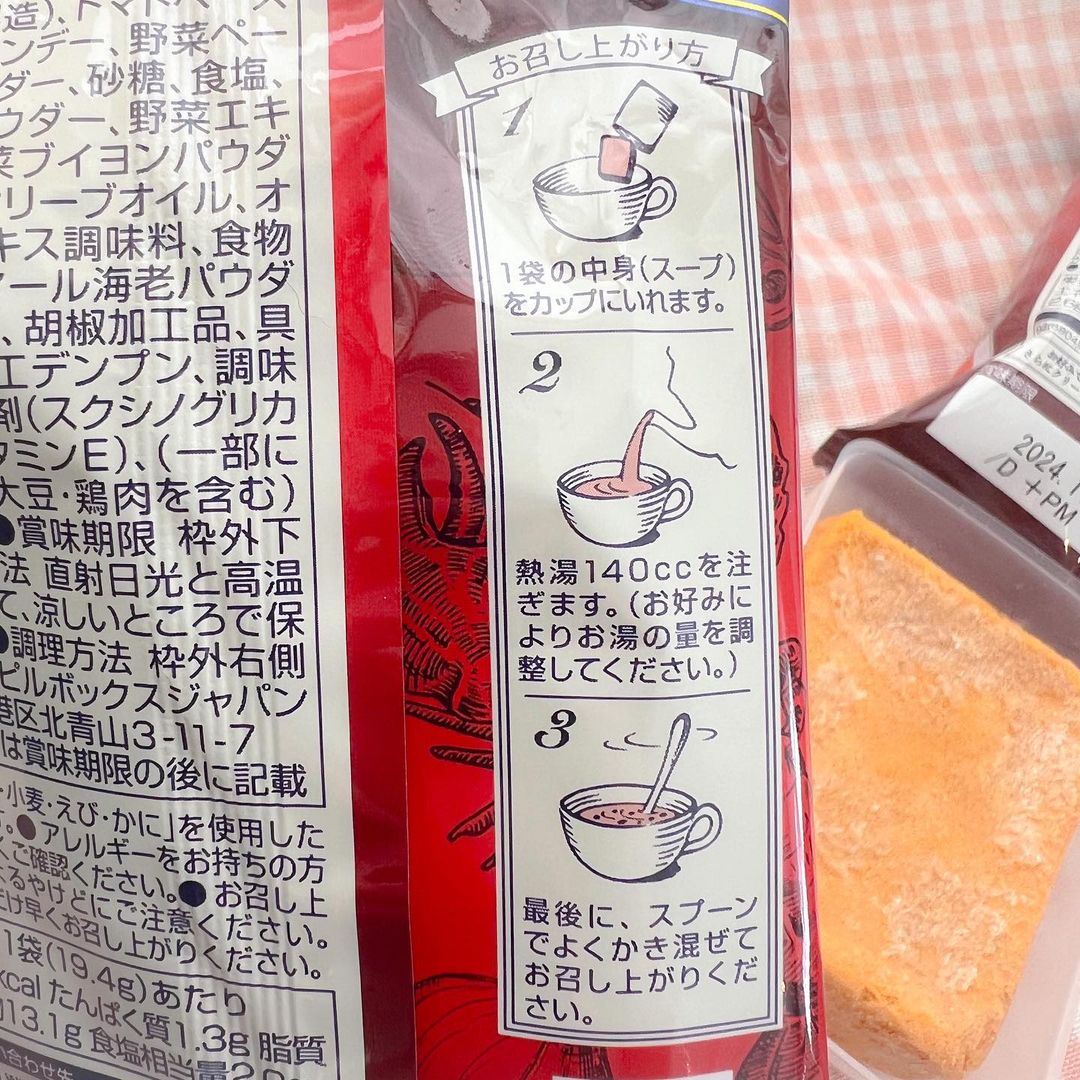 造)、トマトペース
ンデー、野菜ペー
ダー、砂糖、食塩、
ウダー、野菜エキ
菜ブイヨンパウダ
リーブオイル、オ
キス調味料、食物
マール海老パウダ
、胡椒加工品、具
工デンプン、調味
剤(スクシノグリカ
タミンE)、(一部に
大豆・鶏肉を含む)
●賞味期限 枠外下
法 直射日光と高温
て、涼しいところで保
●調理方法 枠外右側
ピルボックスジャパン
港区北青山3-11-7
は賞味期限の後に記載
・小麦・えび・かに」を使用した
。●アレルギーをお持ちの方
くご確認ください。●お召し上
るやけどにご注意ください。
だけ早くお召し上がりください。
1袋(19.4g)あたり
kcal たんぱく質1.3g 脂質
13.1g 食塩相当量2.0
い合わせ先
お召し上がり方
1
1袋の中身(スープ)
をカップにいれます。
2
熱湯140ccを注
ぎます。(お好みに
よりお湯の量を調
整してください。)
3
最後に、スプーン
でよくかき混ぜて
お召し上がりくだ
さい。
賞味期限
2024.1
/D +PM